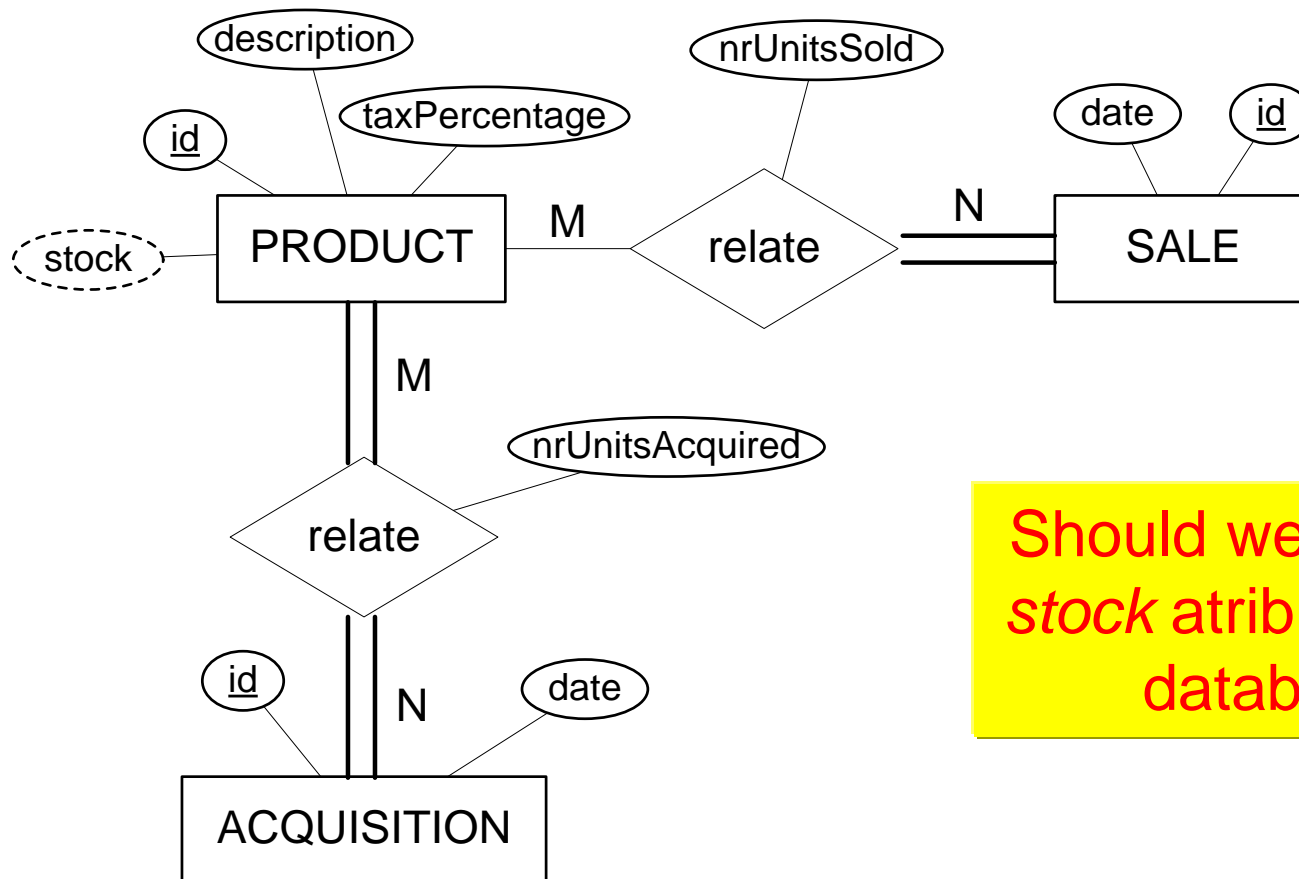 description
nrUnitsSold
taxPercentage
date
id
id
stock
PRODUCT
M
relate
N
SALE
M
nrUnitsAcquired
relate
Should we
stock atrib
datab
id
N
date
ACQUISITION